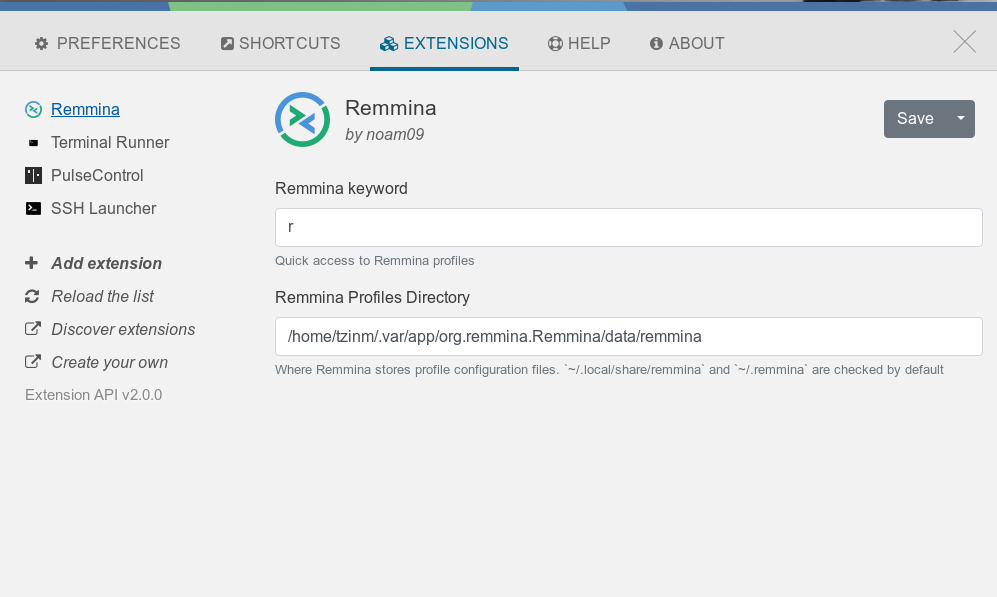 PREFERENCES SHORTCUTS EXTENSIONS HELP ABOUT
Remmina
Terminal Runner
PulseControl
SSH Launcher
Add extension
Reload the list
Discover extensions
Create your own
Extension API v2.0.0
Remmina
by noam09
Save
Remmina keyword
r
Quick access to Remmina profiles
Remmina Profiles Directory
/home/tzinm/.var/app/org.remmina.Remmina/data/remmina
Where Remmina stores profile configuration files. `~/.local/share/remmina` and `~/.remmina` are checked by default